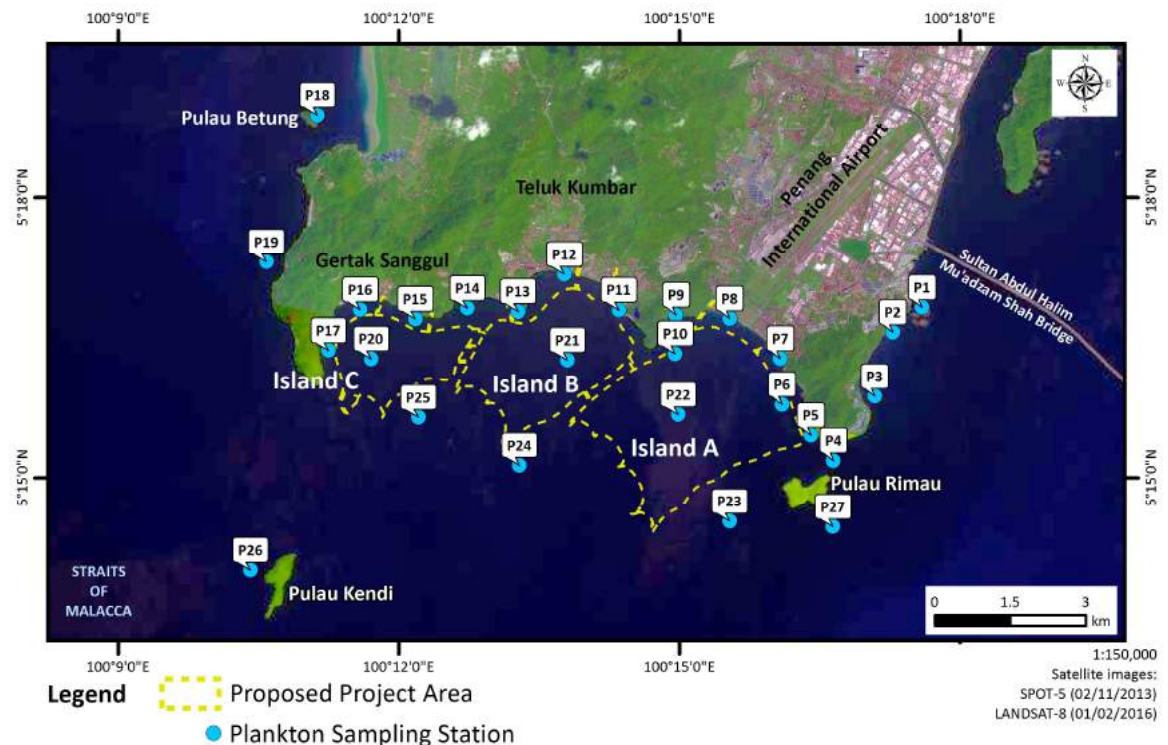 100°9'0"E
100°12'0"E
100°15'0"E
100°18'0"E
N
W E
S
P18
Pulau Betung
Penang
International Airport
Teluk Kumbar
5°18'0"N
5°18'0"N
P19
Gertak Sanggul
P12
Sultan Abdul Halim
Mu'adzam Shah Bridge
P16
P15
P14
P13
P11
P9
P8
P1
P2
P17
P20
P21
P10
P7
P3
Island C
Island B
P6
P25
P22
P5
P24
Island A
P4
5°15'0"N
5°15'0"N
Pulau Rimau
P23
P27
P26
STRAITS
OF
MALACCA
Pulau Kendi
0 1.5 3
km
100°9'0"E
100°12'0"E
100°15'0"E
100°18'0"E
1:150,000
Satellite images:
SPOT-5 (02/11/2013)
LANDSAT-8 (01/02/2016)
Legend
Proposed Project Area
Plankton Sampling Station